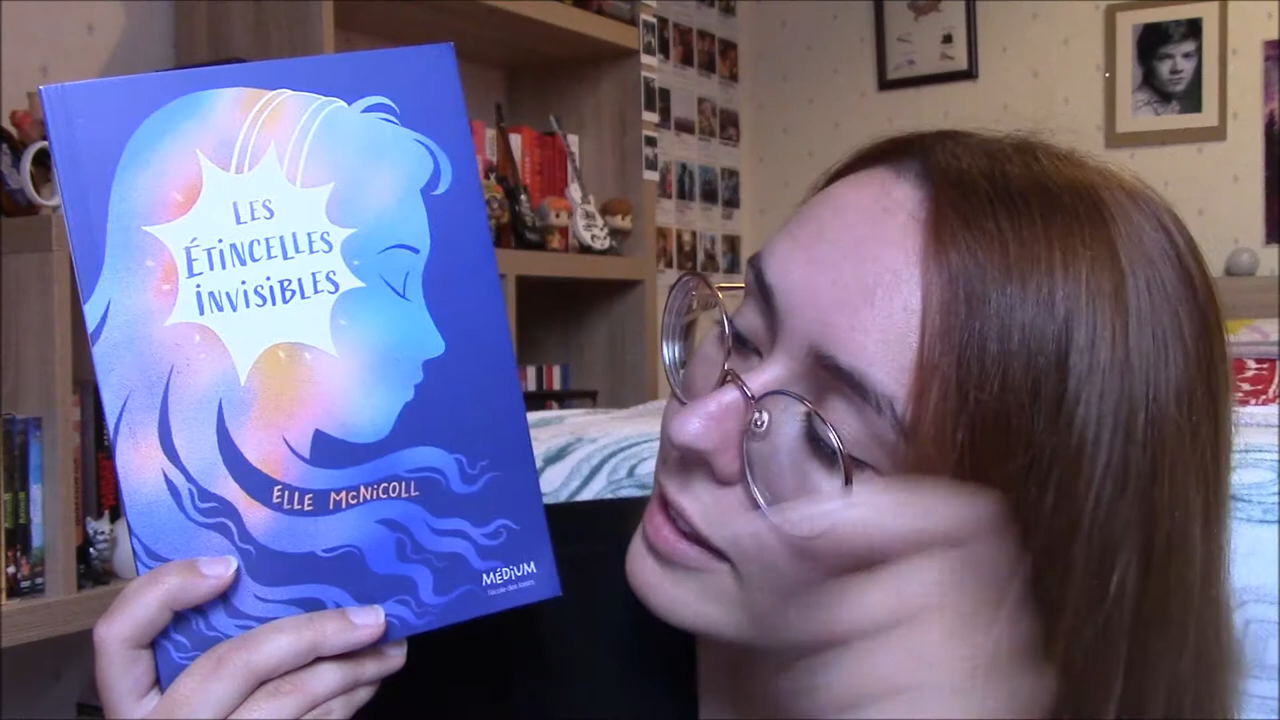 LES
ÉTINCELLES
INVISIBLES
ELLE McNICOLL
MÉDIUM
l'école des loisirs